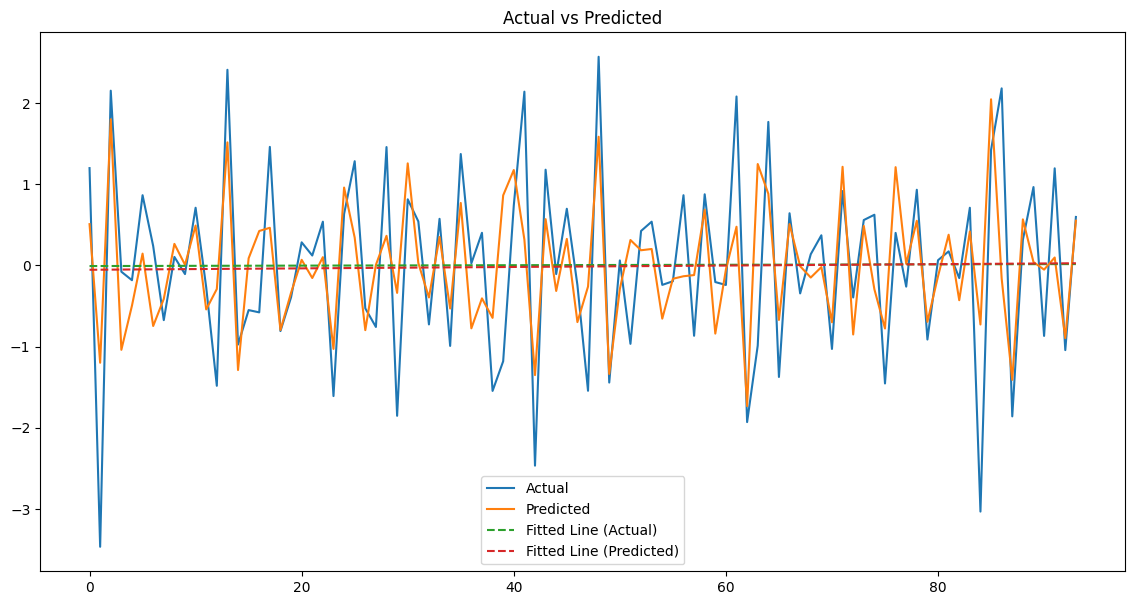 Actual vs Predicted
2
1
0
−1
−2
−3
Actual
Predicted
Fitted Line (Actual)
Fitted Line (Predicted)
0
20
40
60
80